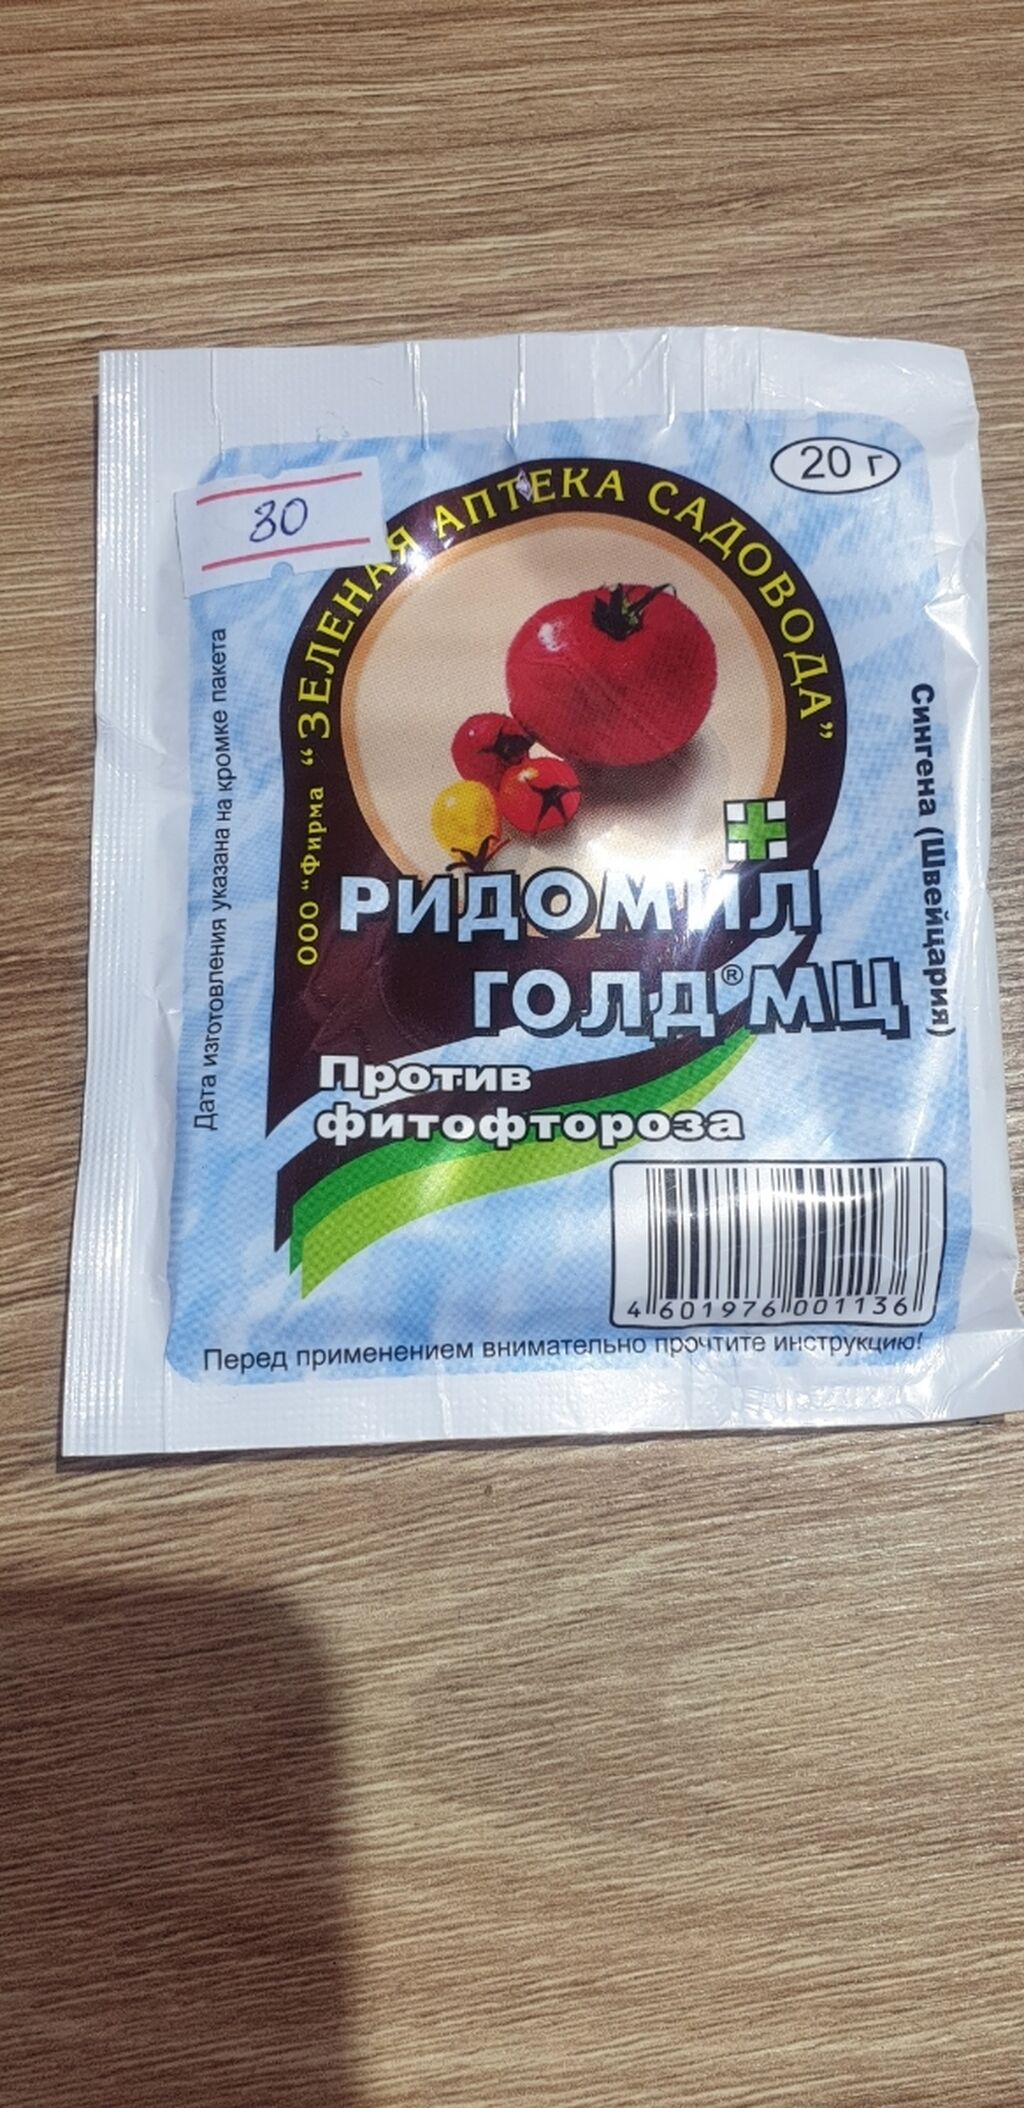 20 г
80
ООО "Фирма "ЗЕЛЕНАЯ АПТЕКА САДОВОДА"
Дата изготовления указана на кромке пакета
Сингена (Швейцария)
РИДОМИЛ
ГОЛД®МЦ
Против
фитофтороза
4 601976 001136
Перед применением внимательно прочтите инструкцию!